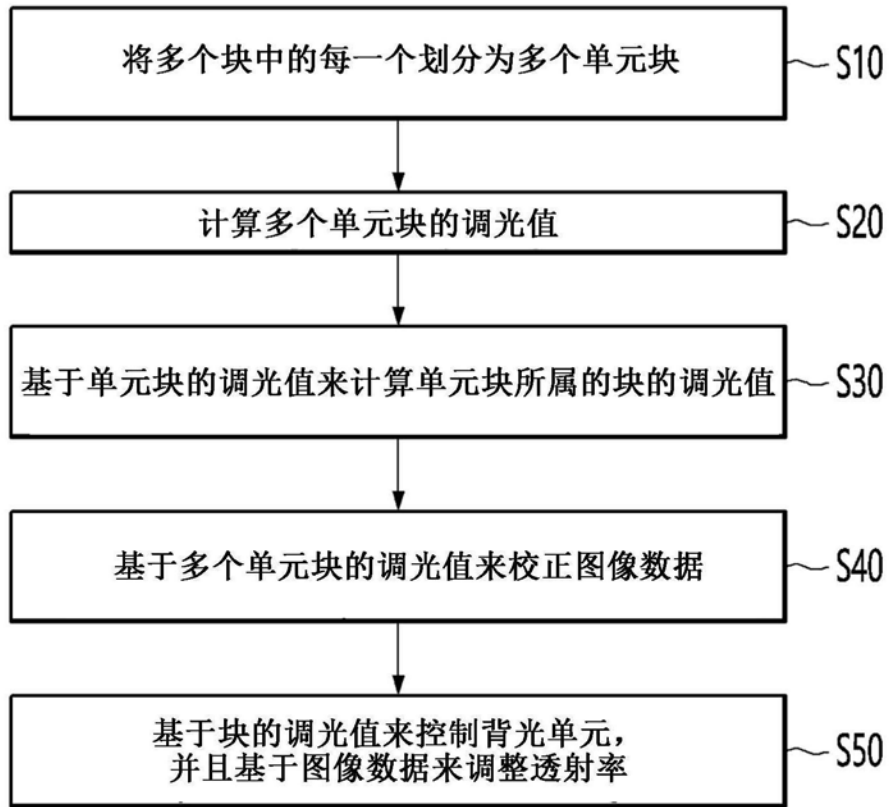 将多个块中的每一个划分为多个单元块
S10
计算多个单元块的调光值
S20
基于单元块的调光值来计算单元块所属的块的调光值
S30
基于多个单元块的调光值来校正图像数据
S40
基于块的调光值来控制背光单元，
并且基于图像数据来调整透射率
S50